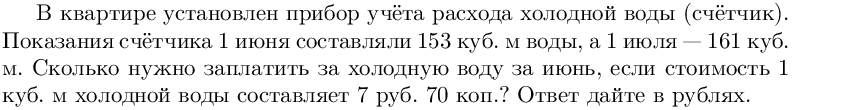 В квартире установлен прибор учёта расхода холодной воды (счётчик).
Показания счётчика 1 июня составляли 153 куб. м воды, а 1 июля — 161 куб.
м. Сколько нужно заплатить за холодную воду за июнь, если стоимость 1
куб. м холодной воды составляет 7 руб. 70 коп.? Ответ дайте в рублях.